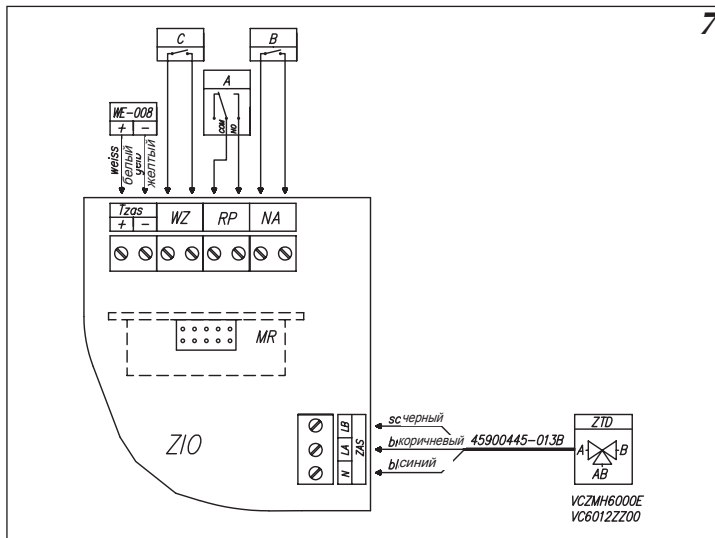 7
C
B
A
COM
NO
WE-008
+ −
weiss
белый
желтый
Tzas
+ −
WZ
RP
NA
MR
ZIO
LB
LA
N
ZAS
sc черный
bl коричневый
bl синий
45900445-013B
ZTD
A
B
AB
VCZMH6000E
VC6012ZZ00